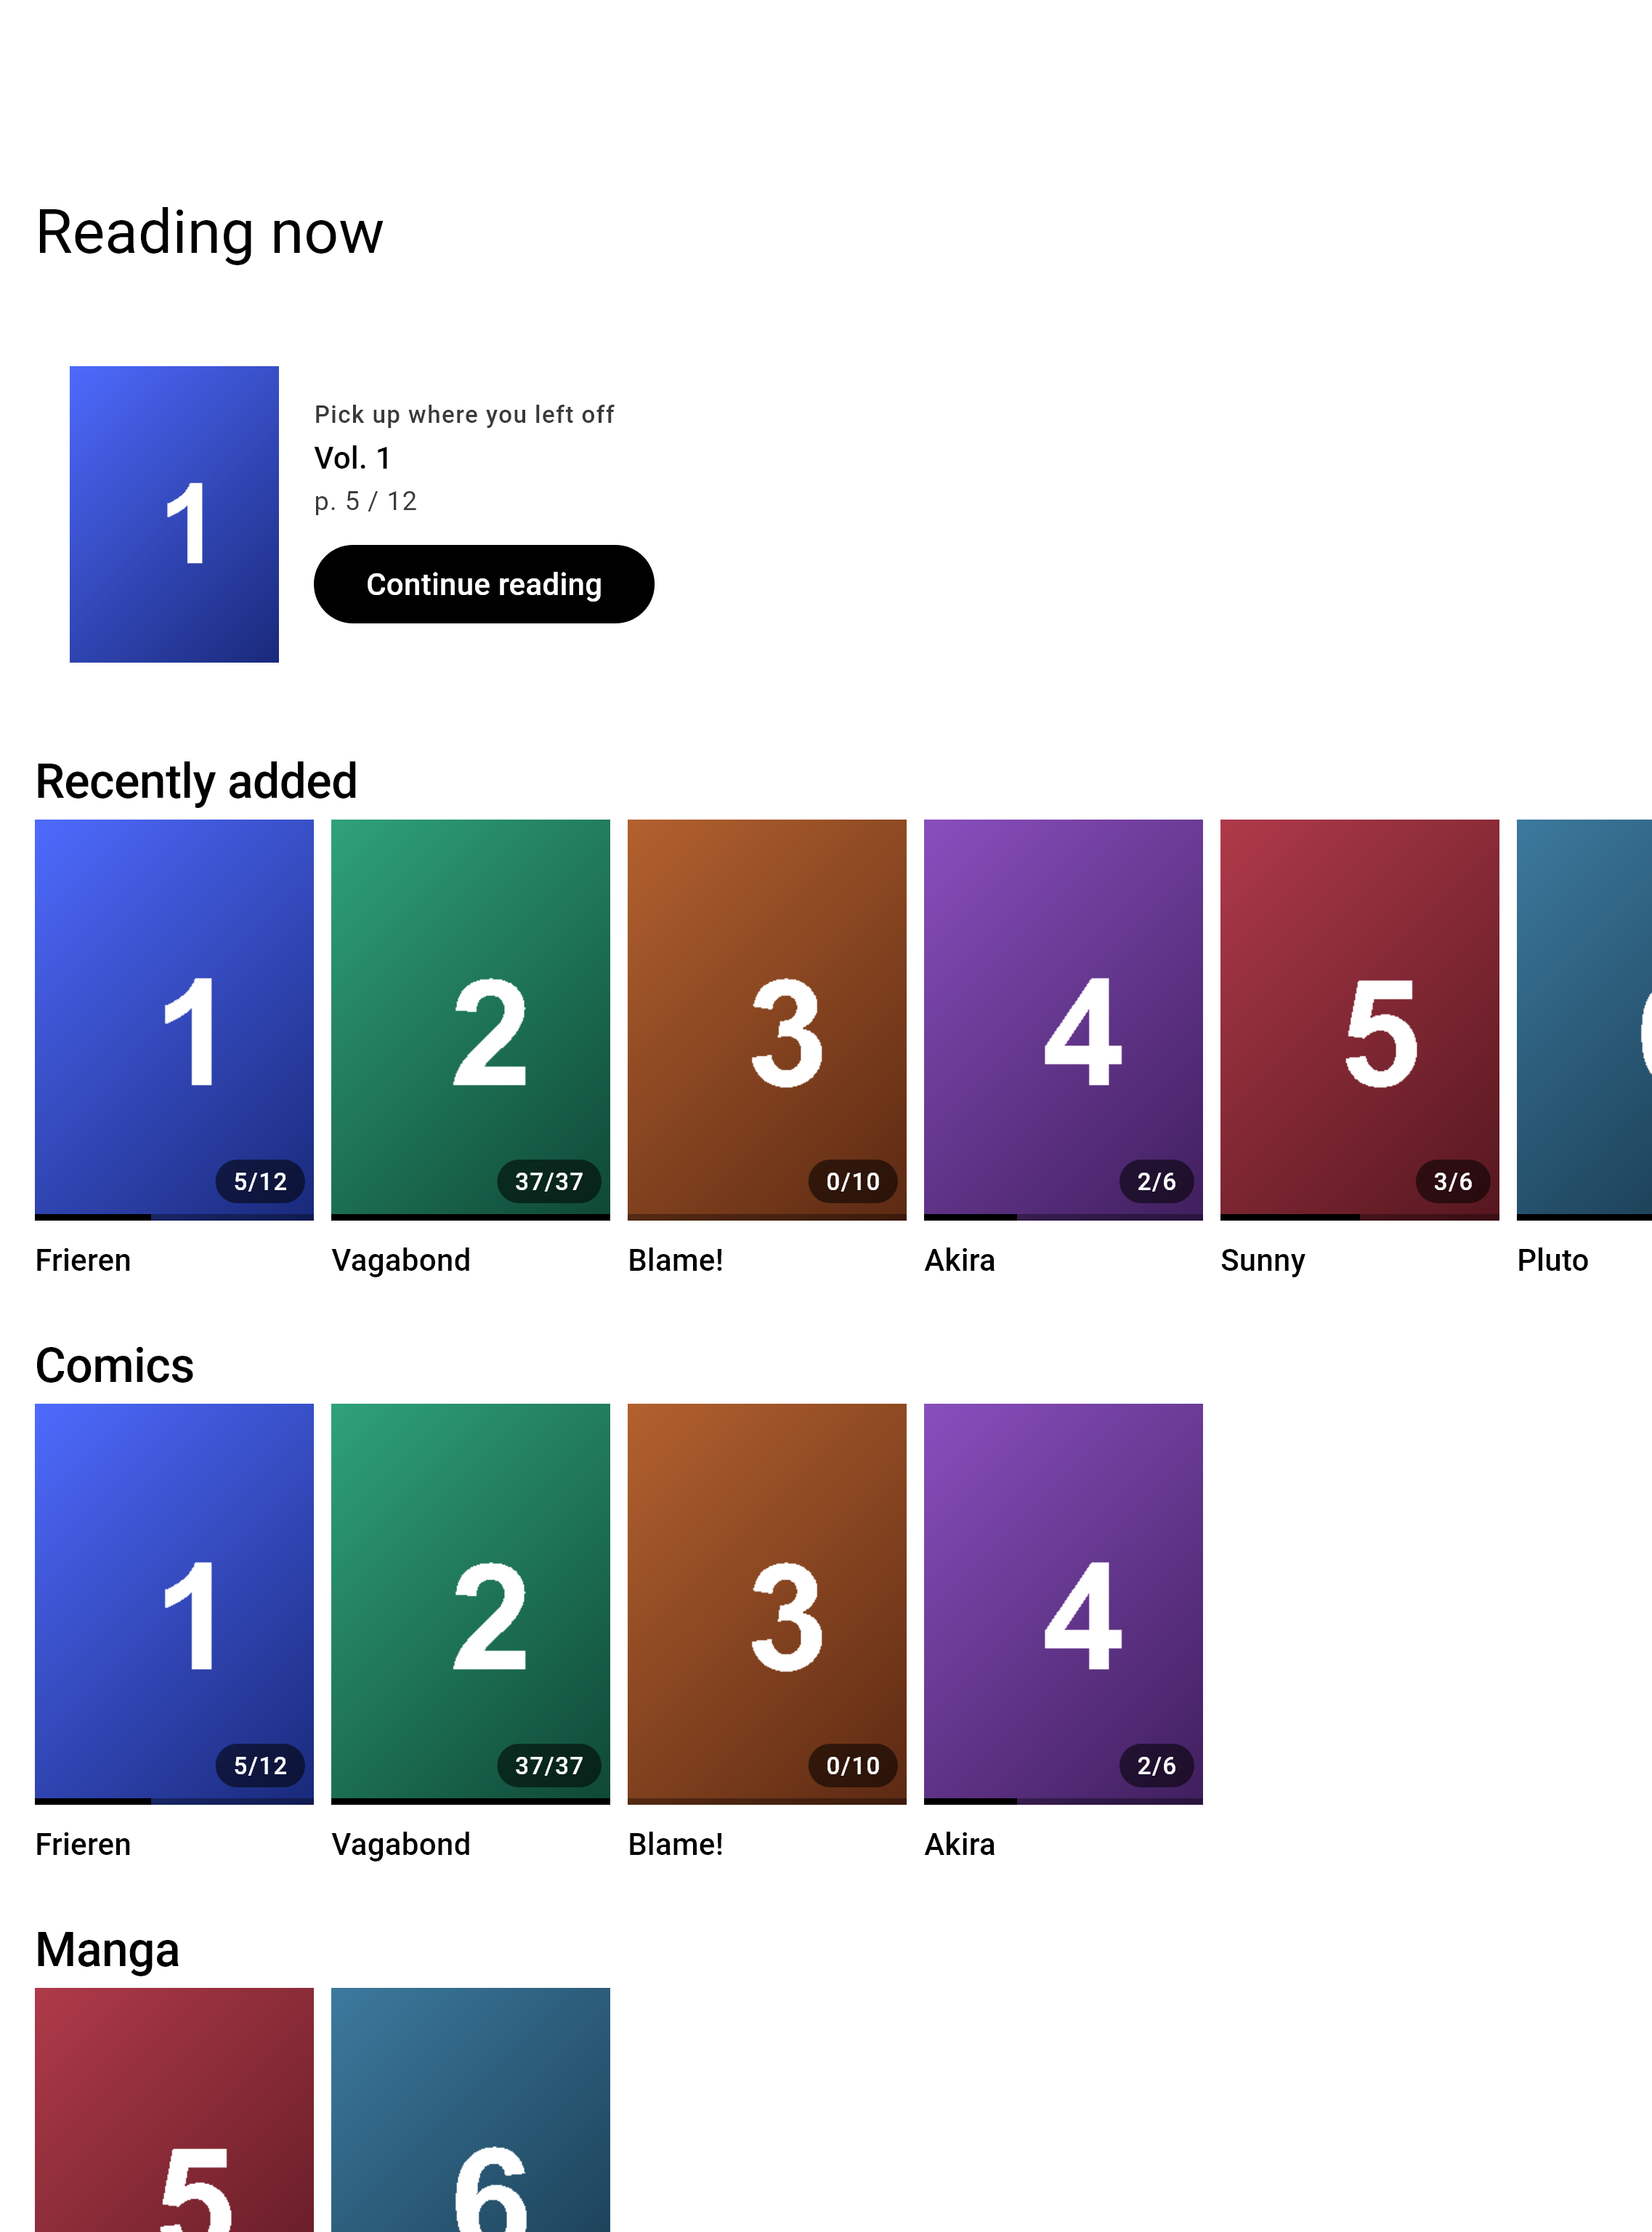 Reading now
1
Pick up where you left off
Vol. 1
p. 5 / 12
Continue reading
Recently added
1 2 3 4 5
5/12 37/37 0/10 2/6 3/6
Frieren Vagabond Blame! Akira Sunny Pluto
Comics
1 2 3 4
5/12 37/37 0/10 2/6
Frieren Vagabond Blame! Akira
Manga
5 6